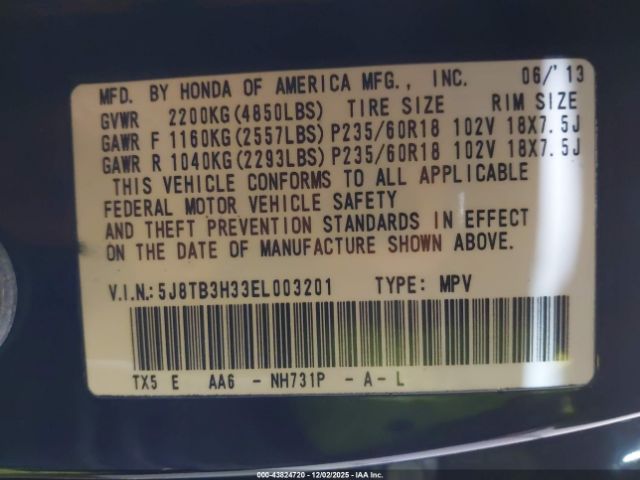 MFD. BY HONDA OF AMERICA MFG., INC. 06/'13
GVWR 2200KG(4850LBS) TIRE SIZE RIM SIZE
GAWR F 1160KG(2557LBS) P235/60R18 102V 18X7.5J
GAWR R 1040KG(2293LBS) P235/60R18 102V 18X7.5J
THIS VEHICLE CONFORMS TO ALL APPLICABLE
FEDERAL MOTOR VEHICLE SAFETY
AND THEFT PREVENTION STANDARDS IN EFFECT
ON THE DATE OF MANUFACTURE SHOWN ABOVE.
V.I.N.:5J8TB3H33EL003201 TYPE: MPV
TX5 E AA6 - NH731P - A - L
000-43824720 - 12/02/2025 - IAA Inc.